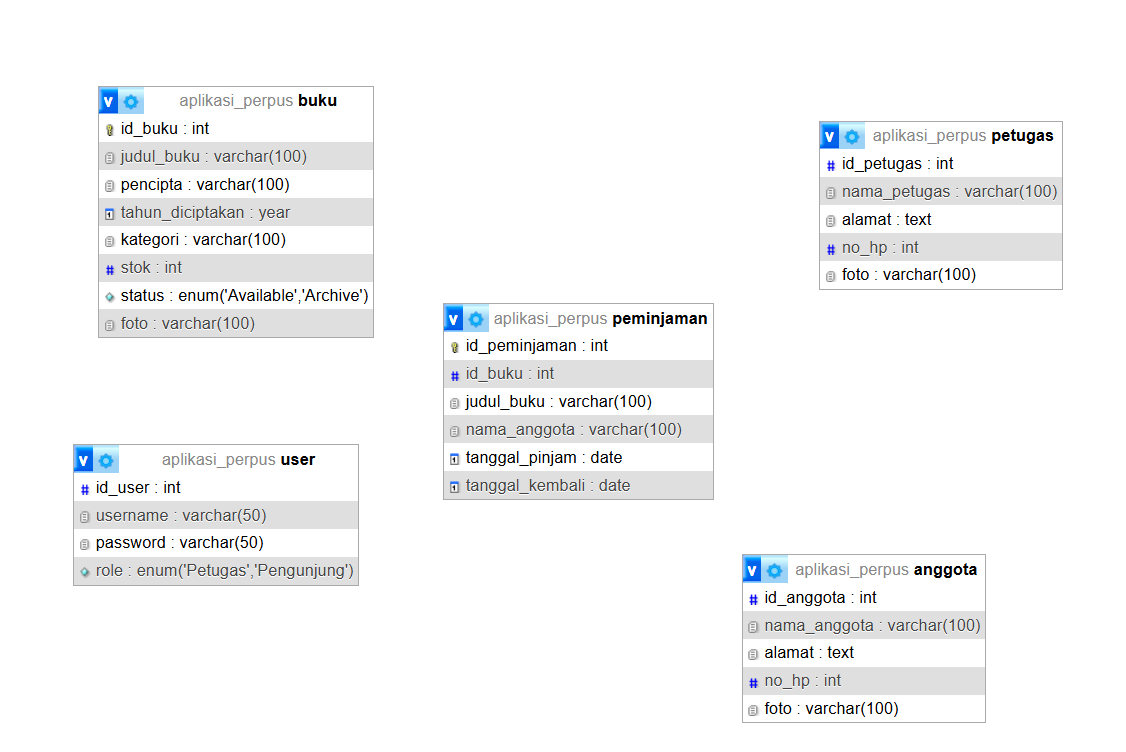 aplikasi_perpus buku
id_buku : int
judul_buku : varchar(100)
pencipta : varchar(100)
tahun_diciptakan : year
kategori : varchar(100)
stok : int
status : enum('Available','Archive')
foto : varchar(100)
aplikasi_perpus petugas
id_petugas : int
nama_petugas : varchar(100)
alamat : text
no_hp : int
foto : varchar(100)
aplikasi_perpus peminjaman
id_peminjaman : int
id_buku : int
judul_buku : varchar(100)
nama_anggota : varchar(100)
tanggal_pinjam : date
tanggal_kembali : date
aplikasi_perpus user
id_user : int
username : varchar(50)
password : varchar(50)
role : enum('Petugas','Pengunjung')
aplikasi_perpus anggota
id_anggota : int
nama_anggota : varchar(100)
alamat : text
no_hp : int
foto : varchar(100)